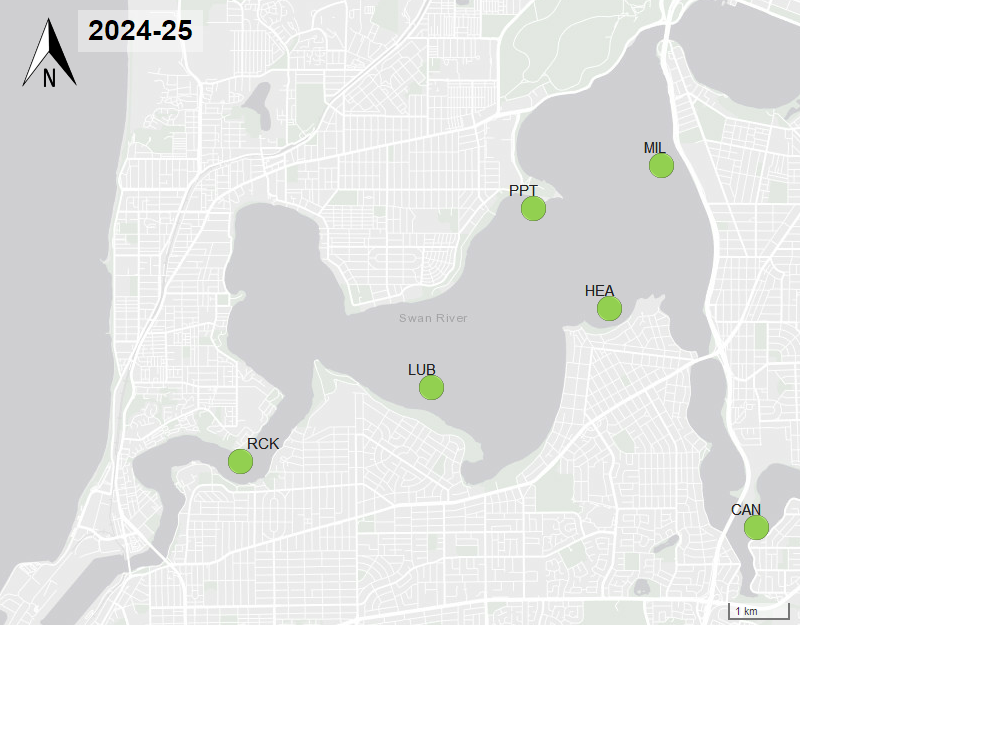 2024-25
N
MIL
PPT
HEA
Swan River
LUB
RCK
CAN
1 km